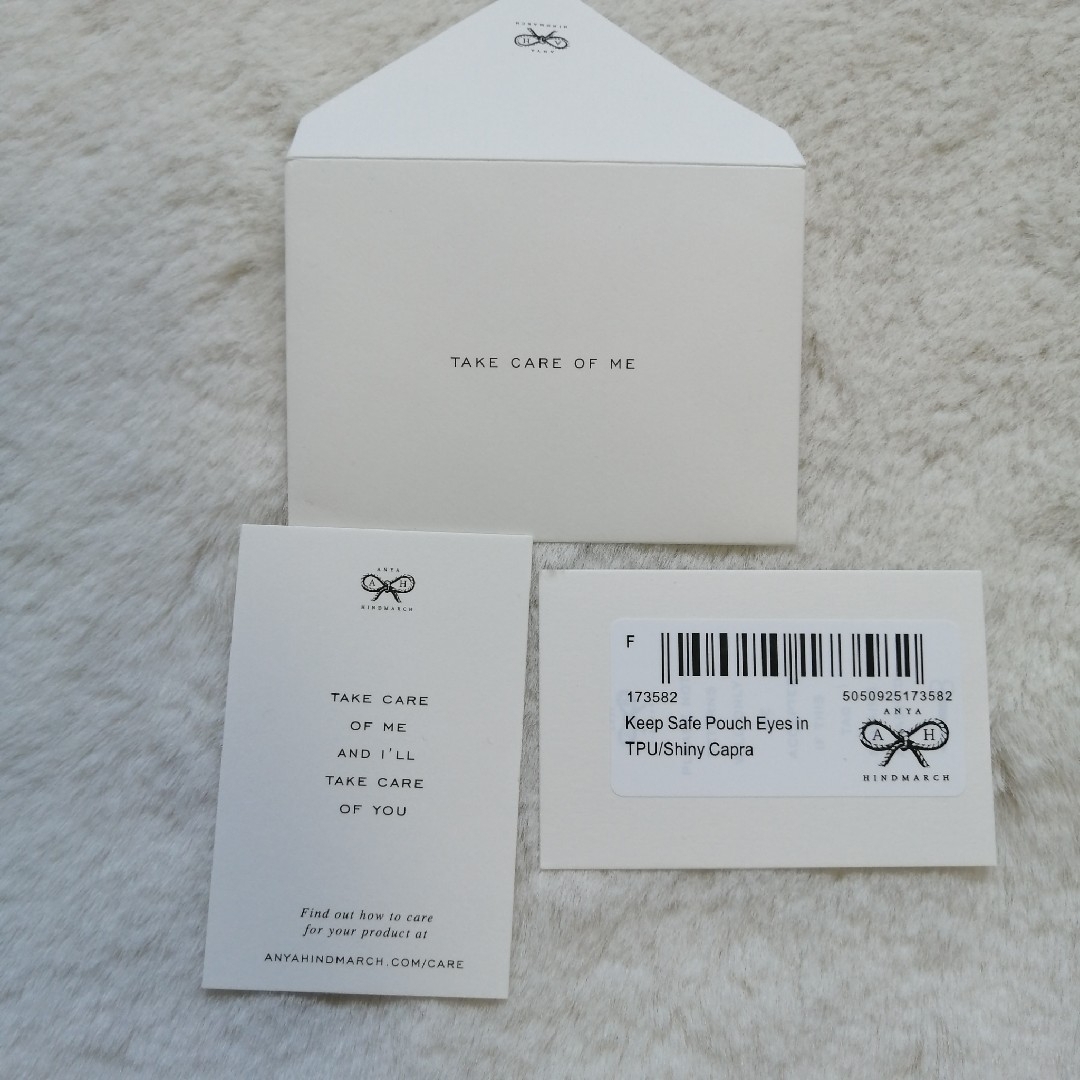 HINDMARCH
A H
ANYA
TAKE CARE OF ME
ANYA
A H
HINDMARCH
TAKE CARE
OF ME
AND I'LL
TAKE CARE
OF YOU
Find out how to care
for your product at
ANYAHINDMARCH.COM/CARE
F
173582 5050925173582
Keep Safe Pouch Eyes in
TPU/Shiny Capra
ANYA
A H
HINDMARCH